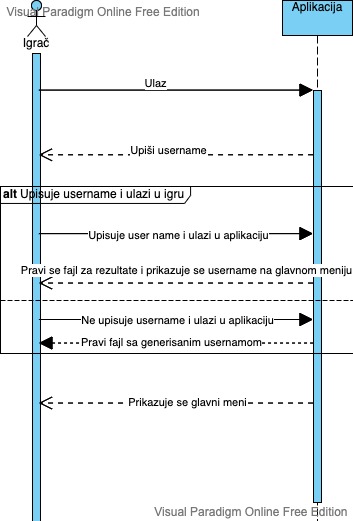 Visual Paradigm Online Free Edition
Igrač
Aplikacija
Ulaz
Upiši username
alt Upisuje username i ulazi u igru
Upisuje user name i ulazi u aplikaciju
Pravi se fajl za rezultate i prikazuje se username na glavnom meniju
Ne upisuje username i ulazi u aplikaciju
Pravi fajl sa generisanim usernamom
Prikazuje se glavni meni
Visual Paradigm Online Free Edition